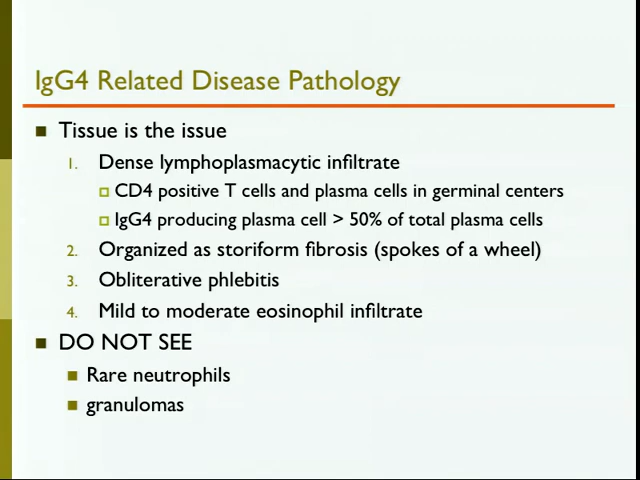 IgG4 Related Disease Pathology
Tissue is the issue
1. Dense lymphoplasmacytic infiltrate
CD4 positive T cells and plasma cells in germinal centers
IgG4 producing plasma cell > 50% of total plasma cells
2. Organized as storiform fibrosis (spokes of a wheel)
3. Obliterative phlebitis
4. Mild to moderate eosinophil infiltrate
DO NOT SEE
Rare neutrophils
granulomas